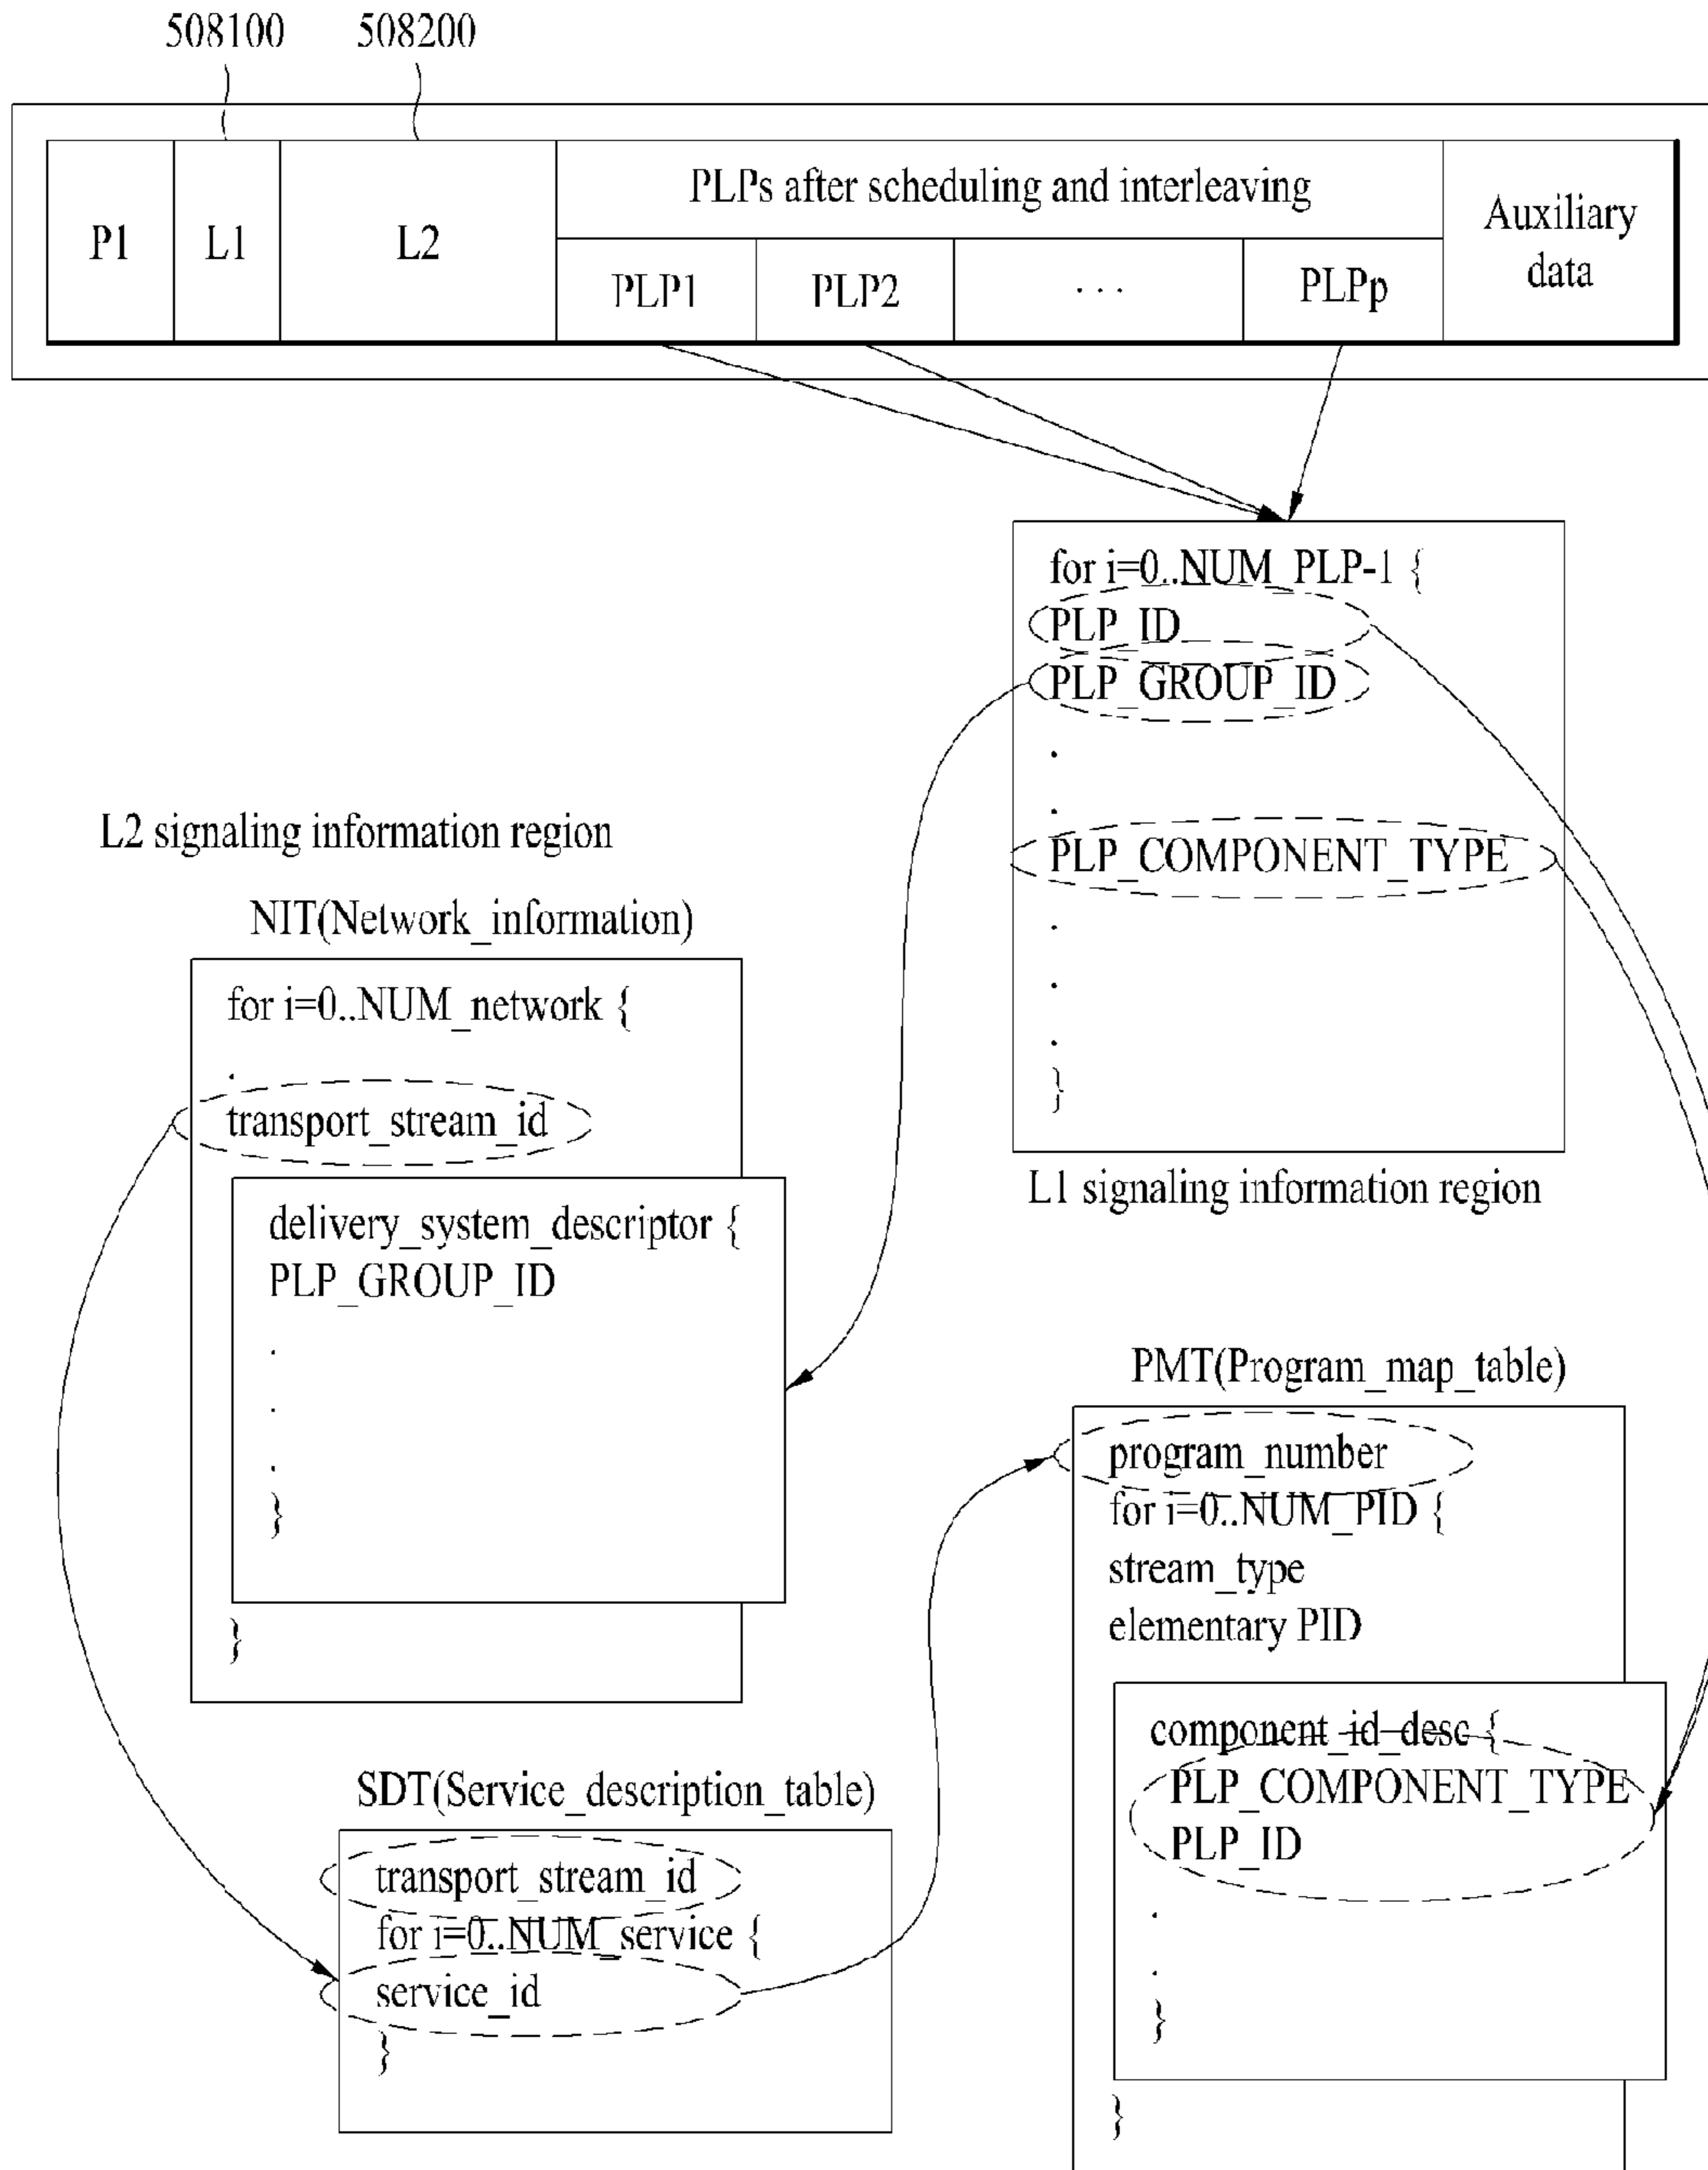 508100 508200
P1 L1 L2
PLPs after scheduling and interleaving
PLP1 PLP2 . . . PLPp
Auxiliary
data
for i=0..NUM_PLP-1 {
PLP_ID
PLP_GROUP_ID
.
.
PLP_COMPONENT_TYPE
.
.
.
}
L1 signaling information region
L2 signaling information region
NIT(Network_information)
for i=0..NUM_network {
.
transport_stream_id
delivery_system_descriptor {
PLP_GROUP_ID
.
.
.
}
}
SDT(Service_description_table)
transport_stream_id
for i=0..NUM_service {
service_id
}
PMT(Program_map_table)
program_number
for i=0..NUM_PID {
stream_type
elementary PID
component_id_desc {
PLP_COMPONENT_TYPE
PLP_ID
.
.
}
}